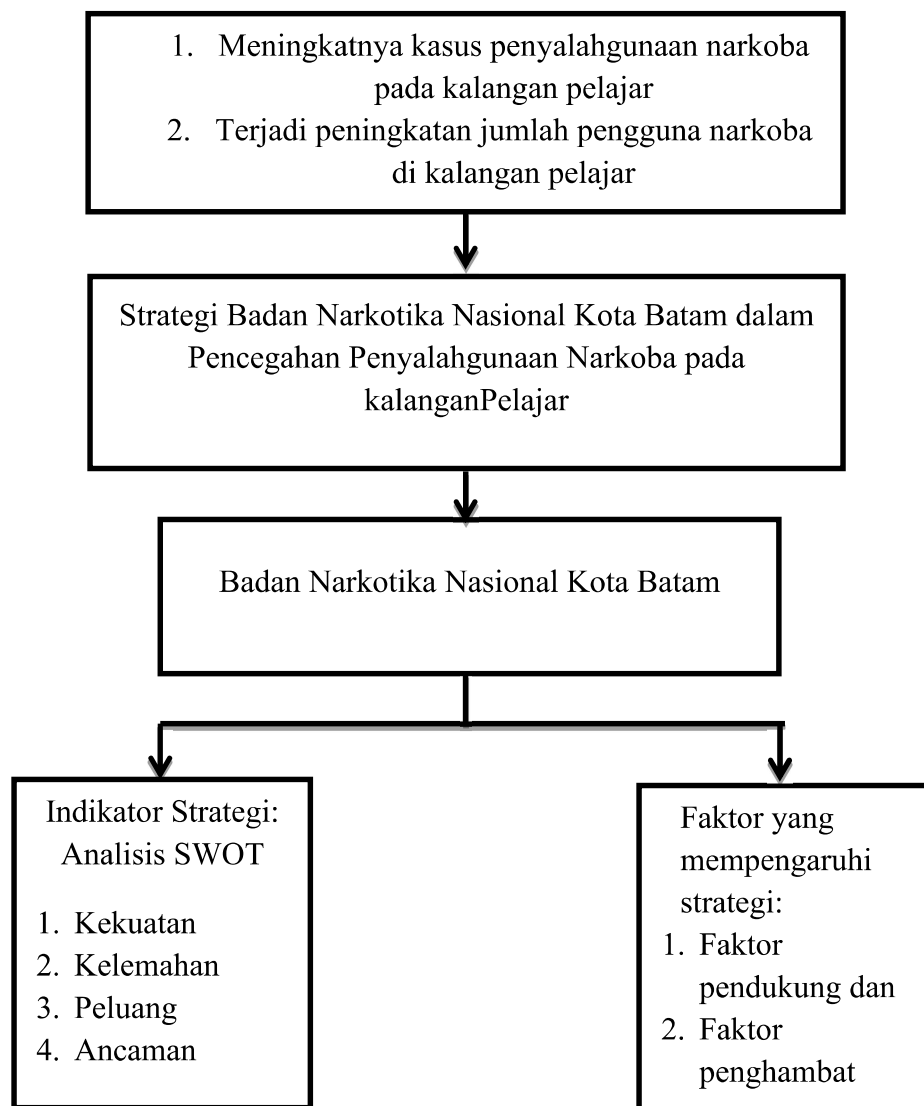 1. Meningkatnya kasus penyalahgunaan narkoba
pada kalangan pelajar
2. Terjadi peningkatan jumlah pengguna narkoba
di kalangan pelajar
Strategi Badan Narkotika Nasional Kota Batam dalam
Pencegahan Penyalahgunaan Narkoba pada
kalanganPelajar
Badan Narkotika Nasional Kota Batam
Indikator Strategi:
Analisis SWOT
1. Kekuatan
2. Kelemahan
3. Peluang
4. Ancaman
Faktor yang
mempengaruhi
strategi:
1. Faktor
pendukung dan
2. Faktor
penghambat